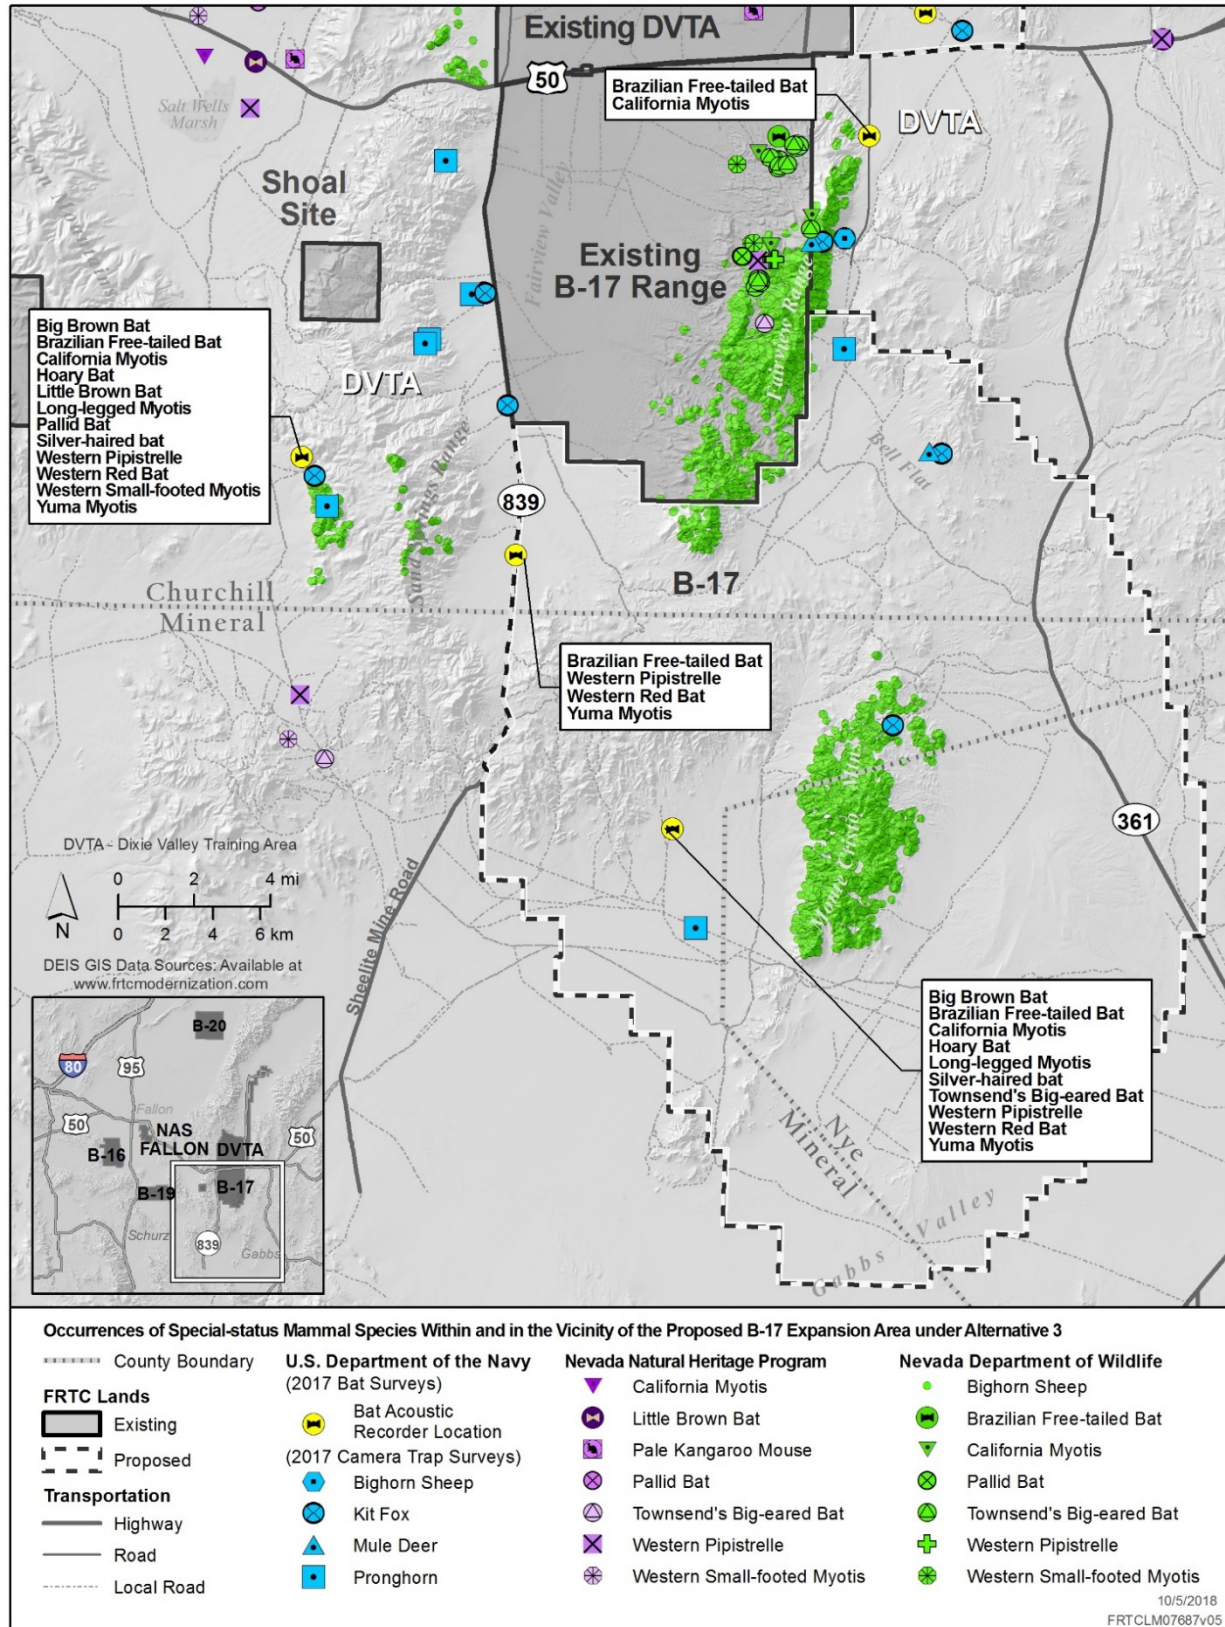 Existing DVTA
50
Brazilian Free-tailed Bat
California Myotis
DVTA
Salt Wells
Marsh
Shoal
Site
Fairview Valley
Existing
B-17 Range
Fairview Range
Big Brown Bat
Brazilian Free-tailed Bat
California Myotis
Hoary Bat
Little Brown Bat
Long-legged Myotis
Pallid Bat
Silver-haired bat
Western Pipistrelle
Western Red Bat
Western Small-footed Myotis
Yuma Myotis
DVTA
Bell Flat
Sand Springs Range
839
B-17
Churchill
Mineral
Brazilian Free-tailed Bat
Western Pipistrelle
Western Red Bat
Yuma Myotis
Monte Cristo Mtns
361
DVTA - Dixie Valley Training Area
0 2 4 mi
0 2 4 6 km
N
Sheelite Mine Road
DEIS GIS Data Sources: Available at
www.frtcmodernization.com
Big Brown Bat
Brazilian Free-tailed Bat
California Myotis
Hoary Bat
Long-legged Myotis
Silver-haired bat
Townsend's Big-eared Bat
Western Pipistrelle
Western Red Bat
Yuma Myotis
Nye
Mineral
Gabbs Valley
B-20
80
95
50
Fallon
NAS
FALLON
DVTA
50
B-16
B-19
B-17
Schurz
839
Gabbs
Occurrences of Special-status Mammal Species Within and in the Vicinity of the Proposed B-17 Expansion Area under Alternative 3
County Boundary
FRTC Lands
Existing
Proposed
Transportation
Highway
Road
Local Road
U.S. Department of the Navy
(2017 Bat Surveys)
Bat Acoustic
Recorder Location
(2017 Camera Trap Surveys)
Bighorn Sheep
Kit Fox
Mule Deer
Pronghorn
Nevada Natural Heritage Program
California Myotis
Little Brown Bat
Pale Kangaroo Mouse
Pallid Bat
Townsend's Big-eared Bat
Western Pipistrelle
Western Small-footed Myotis
Nevada Department of Wildlife
Bighorn Sheep
Brazilian Free-tailed Bat
California Myotis
Pallid Bat
Townsend's Big-eared Bat
Western Pipistrelle
Western Small-footed Myotis
10/5/2018
FRTCLM07687v05